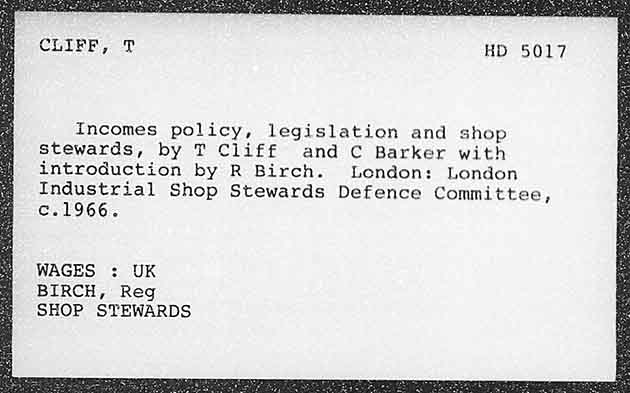 CLIFF, T
HD 5017
Incomes policy, legislation and shop
stewards, by T Cliff and C Barker with
introduction by R Birch. London: London
Industrial Shop Stewards Defence Committee,
c.1966.
WAGES : UK
BIRCH, Reg
SHOP STEWARDS